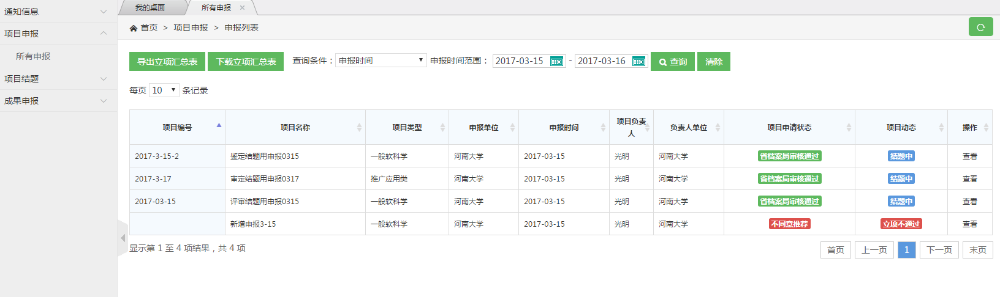 通知信息
项目申报
所有申报
项目结题
成果申报
我的桌面
所有申报
首页 > 项目申报 > 申报列表
导出立项汇总表 下载立项汇总表 查询条件：申报时间 申报时间范围： 2017-03-15 - 2017-03-16 查询 清除
每页 10 条记录
项目编号 项目名称 项目类型 申报单位 申报时间 项目负责人 负责人单位 项目申请状态 项目动态 操作
2017-3-15-2 鉴定结题用申报0315 一般软科学 河南大学 2017-03-15 光明 河南大学 省档案局审核通过 结题中 查看
2017-3-17 审定结题用申报0317 推广应用类 河南大学 2017-03-15 光明 河南大学 省档案局审核通过 结题中 查看
2017-03-15 评审结题用申报0315 一般软科学 河南大学 2017-03-15 光明 河南大学 省档案局审核通过 结题中 查看
新增申报3-15 一般软科学 河南大学 2017-03-15 光明 河南大学 不同意推荐 立项不通过 查看
显示第 1 至 4 项结果，共 4 项
首页 上一页 1 下一页 末页